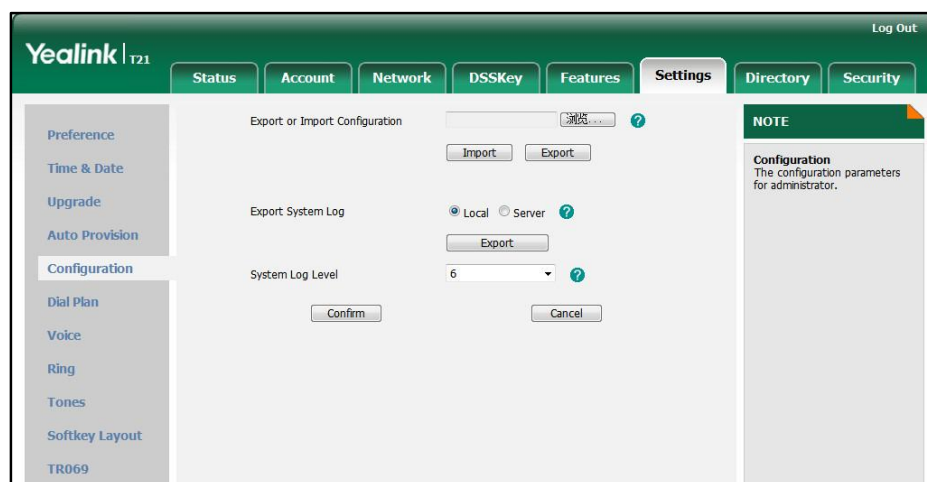 Log Out
Yealink T21
Status Account Network DSSKey Features Settings Directory Security
Preference
Time & Date
Upgrade
Auto Provision
Configuration
Dial Plan
Voice
Ring
Tones
Softkey Layout
TR069
Export or Import Configuration 浏览... ?
Import Export
Export System Log Local Server ?
Export
System Log Level 6 ?
Confirm Cancel
NOTE
Configuration
The configuration parameters
for administrator.